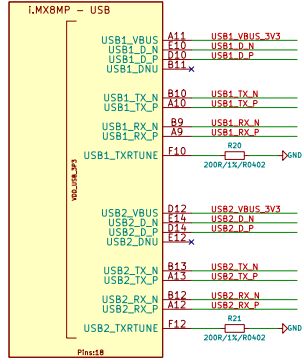 i.MX8MP - USB
USB1_VBUS A11 USB1_VBUS_3V3
USB1_D_N E10 USB1_D_N
USB1_D_P D10 USB1_D_P
USB1_DNU B11
USB1_TX_N B10 USB1_TX_N
USB1_TX_P A10 USB1_TX_P
USB1_RX_N B9 USB1_RX_N
USB1_RX_P A9 USB1_RX_P
USB1_TXRTUNE F10 R20 GND
200R/1%/R0402
VDD_USB_3P3
USB2_VBUS D12 USB2_VBUS_3V3
USB2_D_N E14 USB2_D_N
USB2_D_P D14 USB2_D_P
USB2_DNU E12
USB2_TX_N B13 USB2_TX_N
USB2_TX_P A13 USB2_TX_P
USB2_RX_N B12 USB2_RX_N
USB2_RX_P A12 USB2_RX_P
USB2_TXRTUNE F12 R21 GND
200R/1%/R0402
Pins:18